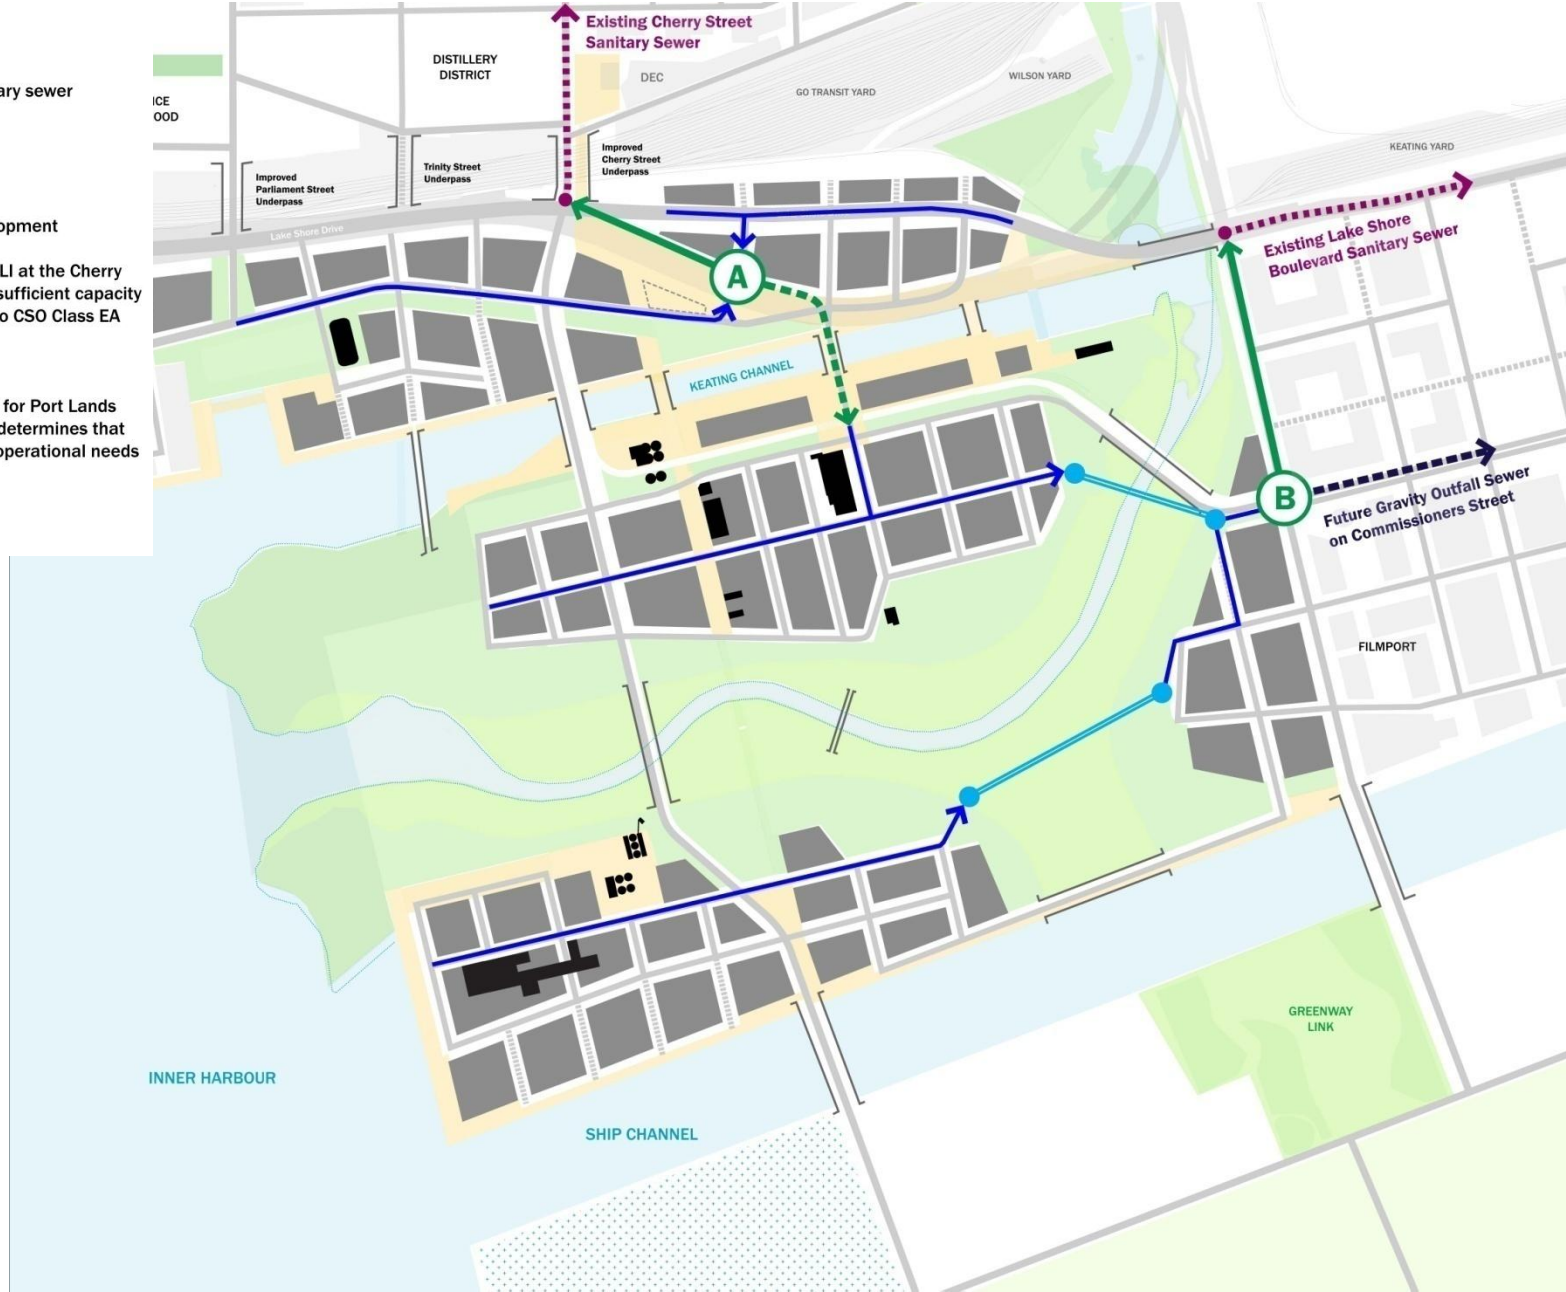 ary sewer
opment
LI at the Cherry
sufficient capacity
o CSO Class EA
for Port Lands
determines that
operational needs
Existing Cherry Street
Sanitary Sewer
DISTILLERY
DISTRICT
DEC
GO TRANSIT YARD
WILSON YARD
ICE
OOD
KEATING YARD
Improved
Parliament Street
Underpass
Trinity Street
Underpass
Improved
Cherry Street
Underpass
Lake Shore Drive
Existing Lake Shore
Boulevard Sanitary Sewer
A
KEATING CHANNEL
B
Future Gravity Outfall Sewer
on Commissioners Street
FILMPORT
GREENWAY
LINK
INNER HARBOUR
SHIP CHANNEL